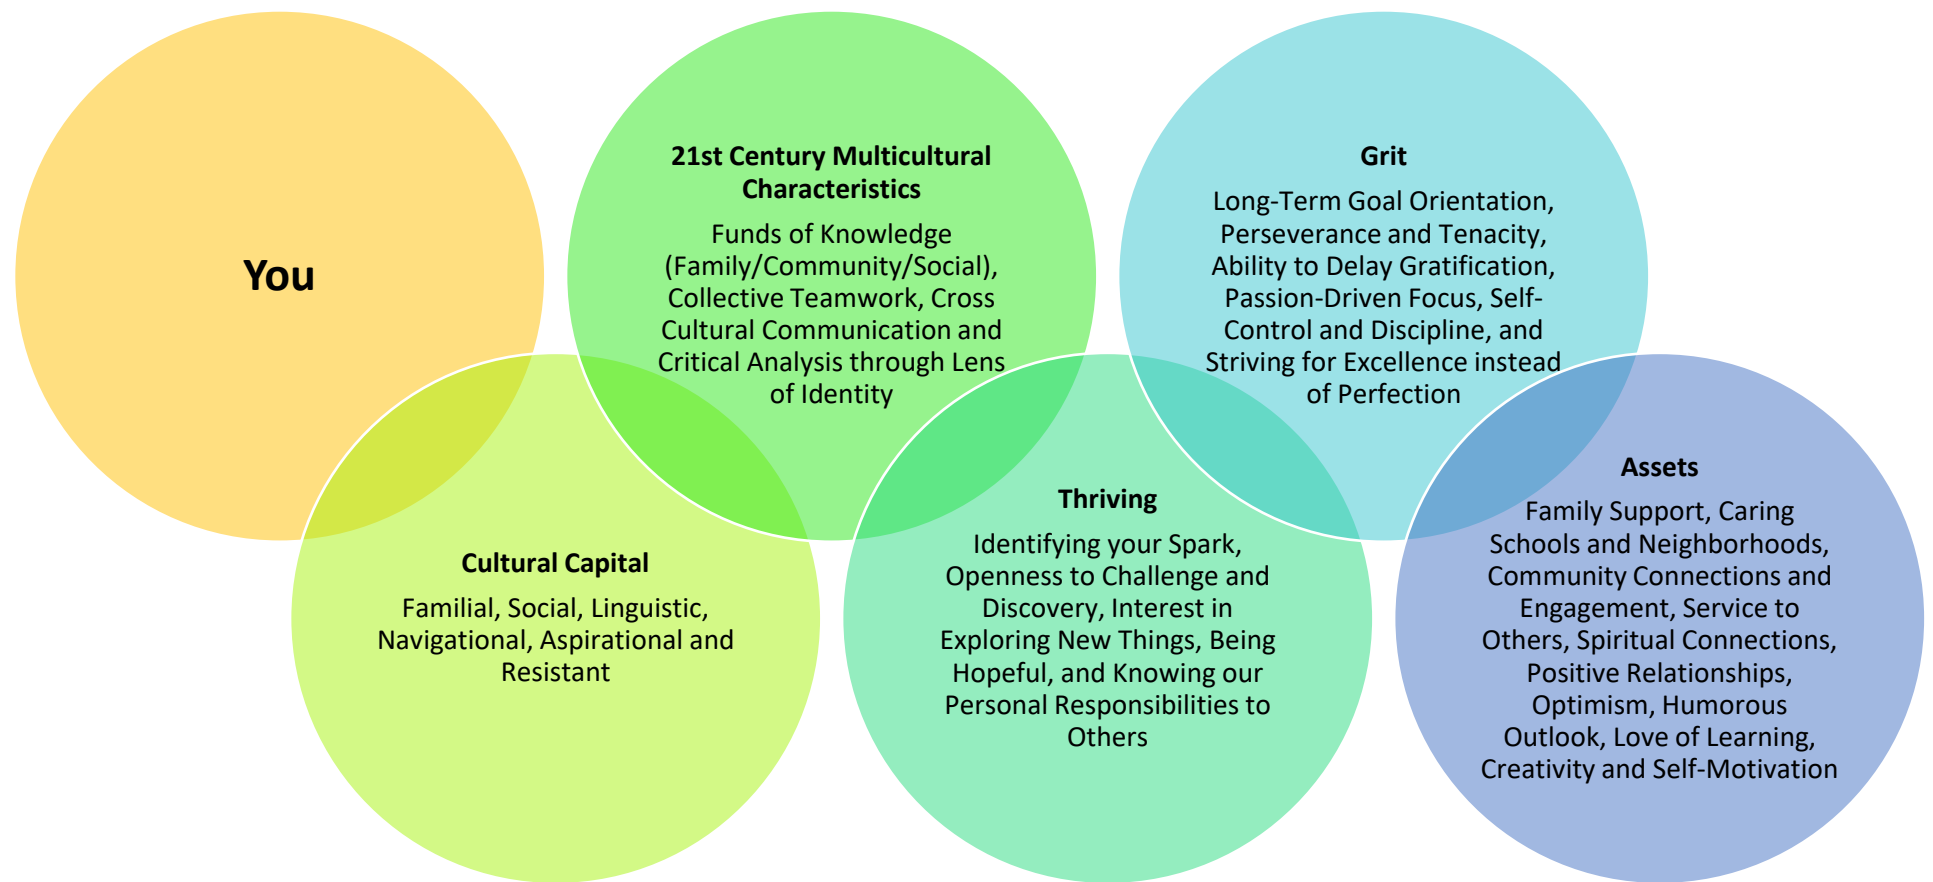 You
Cultural Capital
Familial, Social, Linguistic,
Navigational, Aspirational and
Resistant
21st Century Multicultural
Characteristics
Funds of Knowledge
(Family/Community/Social),
Collective Teamwork, Cross
Cultural Communication and
Critical Analysis through Lens
of Identity
Thriving
Identifying your Spark,
Openness to Challenge and
Discovery, Interest in
Exploring New Things, Being
Hopeful, and Knowing our
Personal Responsibilities to
Others
Grit
Long-Term Goal Orientation,
Perseverance and Tenacity,
Ability to Delay Gratification,
Passion-Driven Focus, Self-
Control and Discipline, and
Striving for Excellence instead
of Perfection
Assets
Family Support, Caring
Schools and Neighborhoods,
Community Connections and
Engagement, Service to
Others, Spiritual Connections,
Positive Relationships,
Optimism, Humorous
Outlook, Love of Learning,
Creativity and Self-Motivation